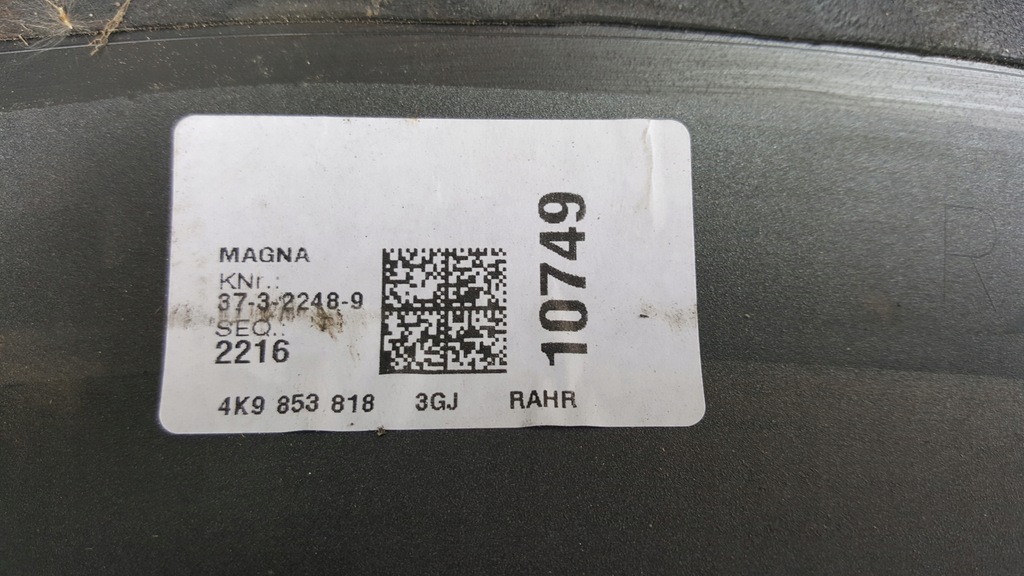 MAGNA
KNr.:
37-3-2248-9
SEQ.:
2216
4K9 853 818 3GJ RAHR
10749
R